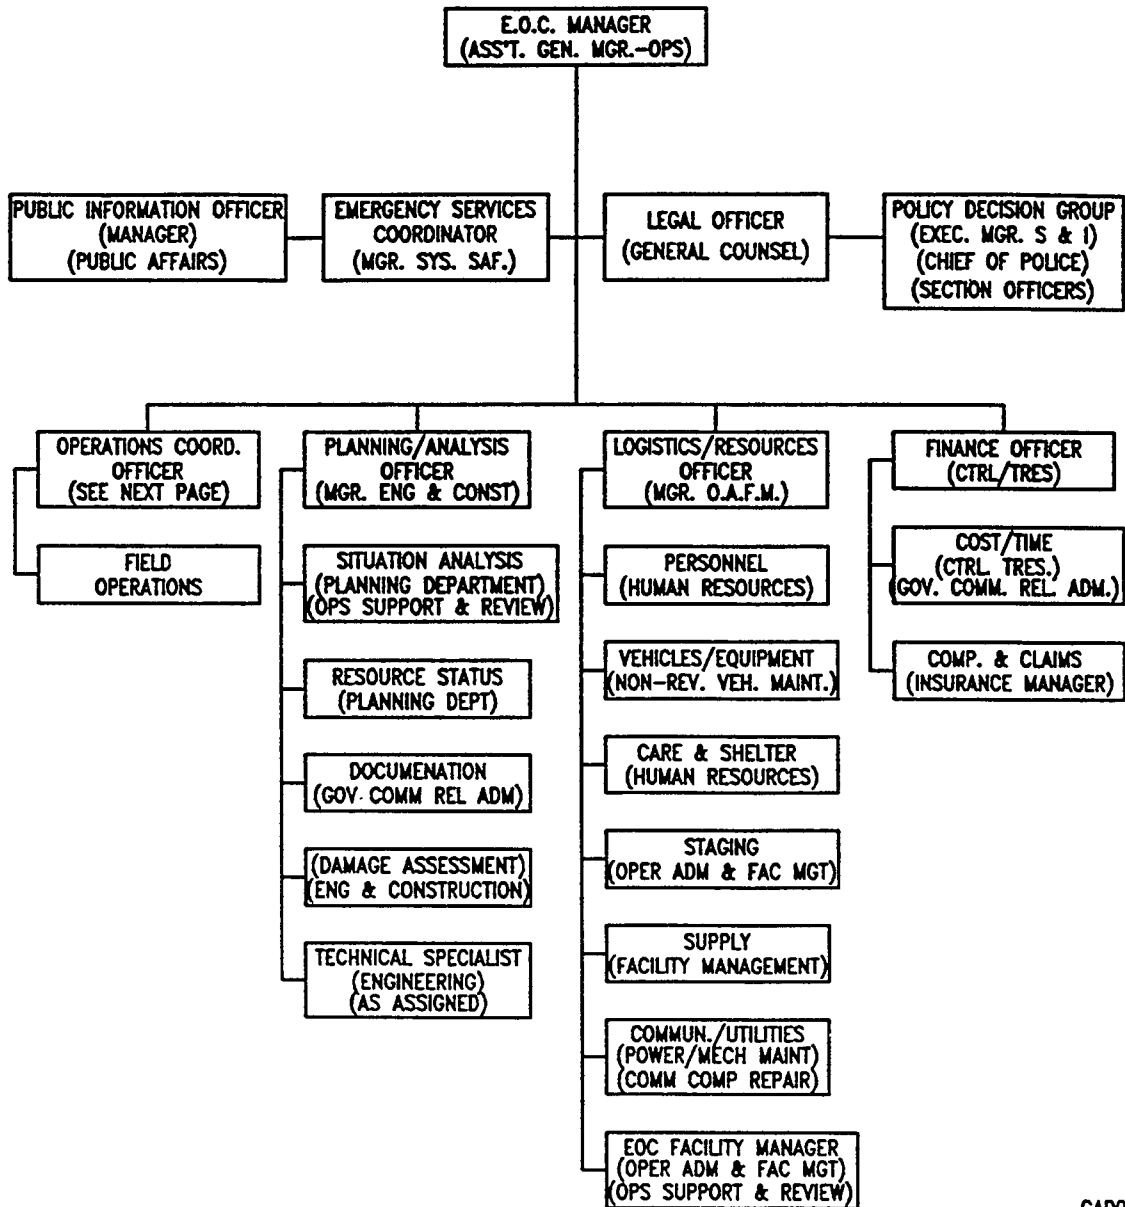 E.O.C. MANAGER
(ASS'T. GEN. MGR.-OPS)
PUBLIC INFORMATION OFFICER
(MANAGER)
(PUBLIC AFFAIRS)
EMERGENCY SERVICES
COORDINATOR
(MGR. SYS. SAF.)
LEGAL OFFICER
(GENERAL COUNSEL)
POLICY DECISION GROUP
(EXEC. MGR. S & I)
(CHIEF OF POLICE)
(SECTION OFFICERS)
OPERATIONS COORD.
OFFICER
(SEE NEXT PAGE)
FIELD
OPERATIONS
PLANNING/ANALYSIS
OFFICER
(MGR. ENG & CONST)
SITUATION ANALYSIS
(PLANNING DEPARTMENT)
(OPS SUPPORT & REVIEW)
RESOURCE STATUS
(PLANNING DEPT)
DOCUMENATION
(GOV. COMM REL ADM)
(DAMAGE ASSESSMENT)
(ENG & CONSTRUCTION)
TECHNICAL SPECIALIST
(ENGINEERING)
(AS ASSIGNED)
LOGISTICS/RESOURCES
OFFICER
(MGR. O.A.F.M.)
PERSONNEL
(HUMAN RESOURCES)
VEHICLES/EQUIPMENT
(NON-REV. VEH. MAINT.)
CARE & SHELTER
(HUMAN RESOURCES)
STAGING
(OPER ADM & FAC MGT)
SUPPLY
(FACILITY MANAGEMENT)
COMMUN./UTILITIES
(POWER/MECH MAINT)
(COMM COMP REPAIR)
EOC FACILITY MANAGER
(OPER ADM & FAC MGT)
(OPS SUPPORT & REVIEW)
FINANCE OFFICER
(CTRL/TRES)
COST/TIME
(CTRL TRES.)
(GOV. COMM. REL. ADM.)
COMP. & CLAIMS
(INSURANCE MANAGER)